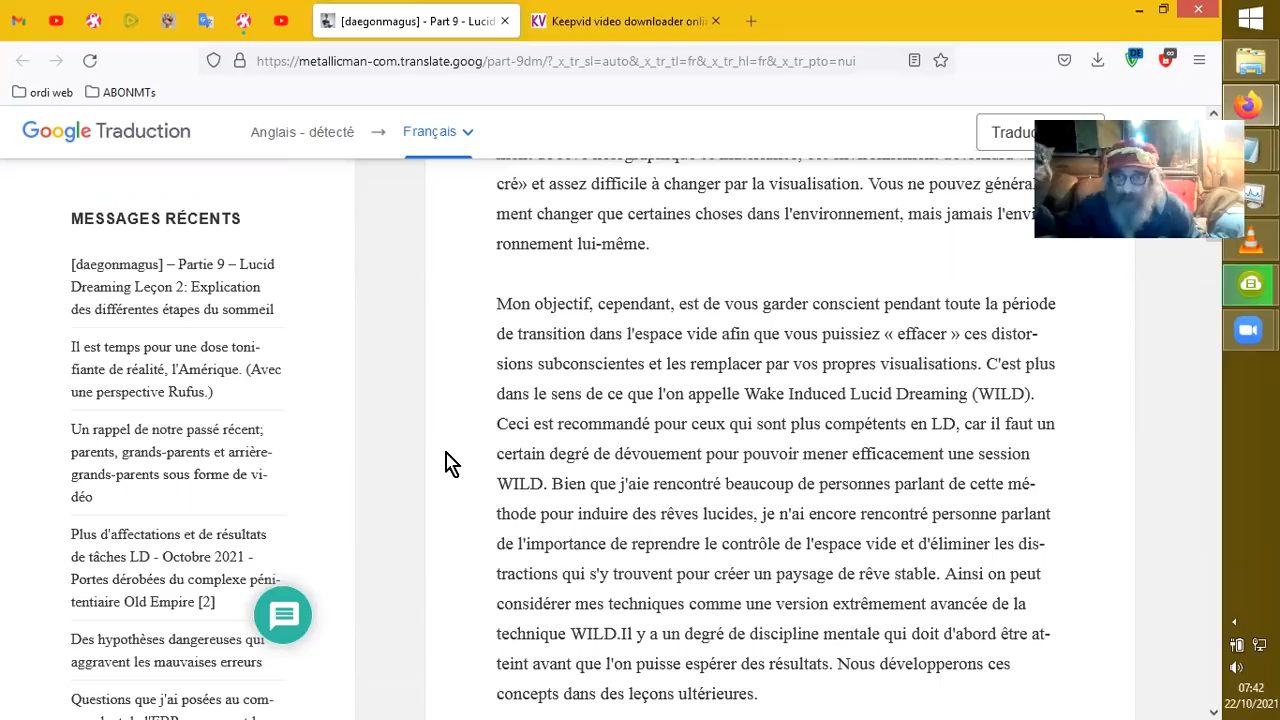 [daegonmagus] - Part 9 - Lucid
Keepvid video downloader onli
https://metallicman-com.translate.goog/part-9dm/?_x_tr_sl=auto&_x_tr_tl=fr&_x_tr_hl=fr&_x_tr_pto=nui
DE
ordi web
ABONMTs
Google Traduction
Anglais - détecté
Français
MESSAGES RÉCENTS
[daegonmagus] – Partie 9 – Lucid
Dreaming Leçon 2: Explication
des différentes étapes du sommeil
Il est temps pour une dose toni-
fiante de réalité, l'Amérique. (Avec
une perspective Rufus.)
Un rappel de notre passé récent;
parents, grands-parents et arrière-
grands-parents sous forme de vi-
déo
Plus d'affectations et de résultats
de tâches LD - Octobre 2021 -
Portes dérobées du complexe péni-
tentiaire Old Empire [2]
Des hypothèses dangereuses qui
aggravent les mauvaises erreurs
Questions que j'ai posées au com-
cré» et assez difficile à changer par la visualisation. Vous ne pouvez général
ment changer que certaines choses dans l'environnement, mais jamais l'envi
ronnement lui-même.
Mon objectif, cependant, est de vous garder conscient pendant toute la période
de transition dans l'espace vide afin que vous puissiez « effacer » ces distor-
sions subconscientes et les remplacer par vos propres visualisations. C'est plus
dans le sens de ce que l'on appelle Wake Induced Lucid Dreaming (WILD).
Ceci est recommandé pour ceux qui sont plus compétents en LD, car il faut un
certain degré de dévouement pour pouvoir mener efficacement une session
WILD. Bien que j'aie rencontré beaucoup de personnes parlant de cette mé-
thode pour induire des rêves lucides, je n'ai encore rencontré personne parlant
de l'importance de reprendre le contrôle de l'espace vide et d'éliminer les dis-
tractions qui s'y trouvent pour créer un paysage de rêve stable. Ainsi on peut
considérer mes techniques comme une version extrêmement avancée de la
technique WILD.Il y a un degré de discipline mentale qui doit d'abord être at-
teint avant que l'on puisse espérer des résultats. Nous développerons ces
concepts dans des leçons ultérieures.
07:42
22/10/2021